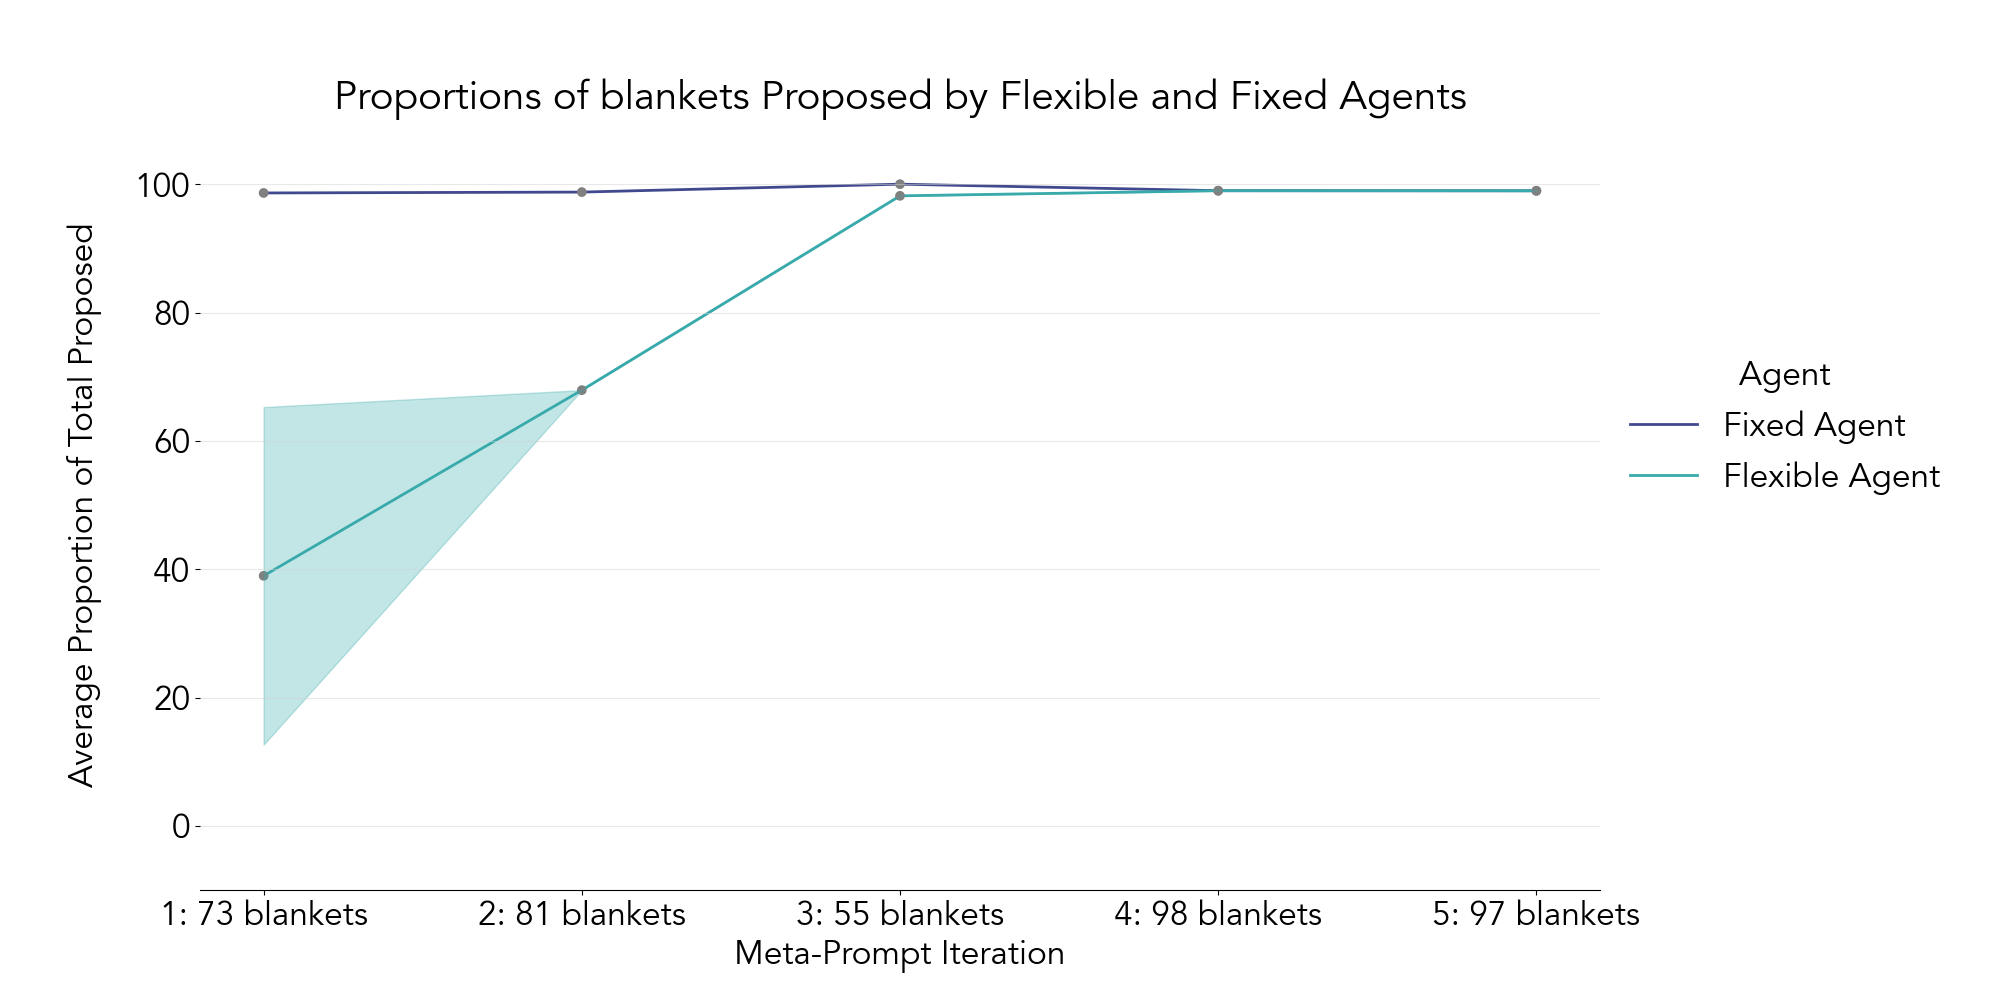 Proportions of blankets Proposed by Flexible and Fixed Agents
Average Proportion of Total Proposed
100
80
60
40
20
0
1: 73 blankets
2: 81 blankets
3: 55 blankets
4: 98 blankets
5: 97 blankets
Meta-Prompt Iteration
Agent
Fixed Agent
Flexible Agent